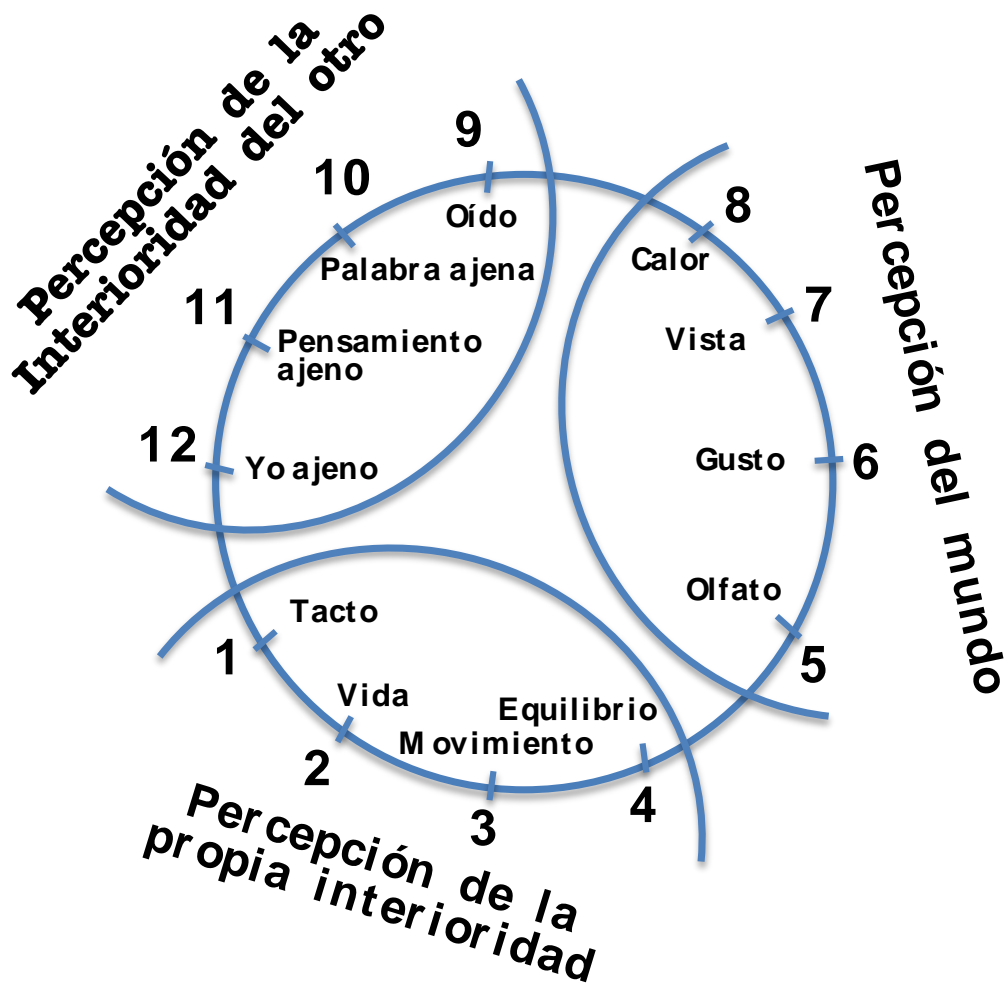 Percepción de la
Interioridad del otro
9
10
8
Oído
Calor
Palabra ajena
11
7
Pensamiento
ajeno
Vista
Percepción del mundo
12
Yo ajeno
Gusto
6
Olfato
Tacto
1
5
Vida
Equilibrio
Movimiento
2
4
3
Percepción de la
propia interioridad